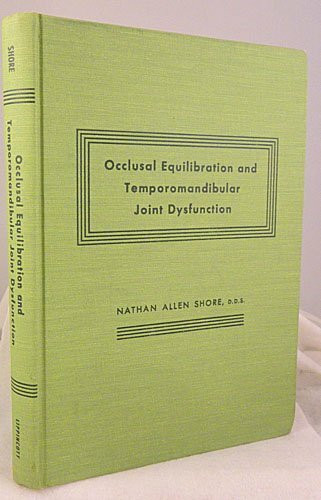 SHORE
Occlusal Equilibration and
Temporomandibular Joint Dysfunction
LIPPINCOTT
Occlusal Equilibration and
Temporomandibular
Joint Dysfunction
NATHAN ALLEN SHORE, D.D.S.